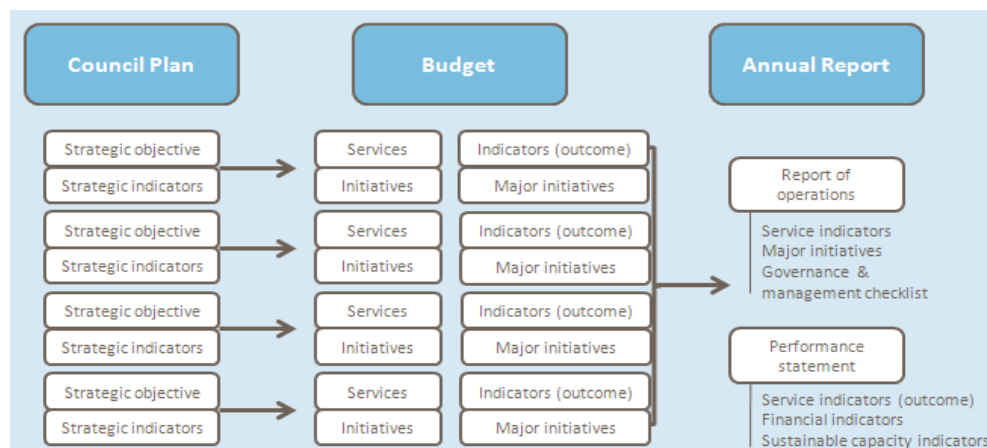 Council Plan
Budget
Annual Report
Strategic objective
Strategic indicators
Services
Initiatives
Indicators (outcome)
Major initiatives
Strategic objective
Strategic indicators
Services
Initiatives
Indicators (outcome)
Major initiatives
Strategic objective
Strategic indicators
Services
Initiatives
Indicators (outcome)
Major initiatives
Strategic objective
Strategic indicators
Services
Initiatives
Indicators (outcome)
Major initiatives
Report of
operations
Service indicators
Major initiatives
Governance &
management checklist
Performance
statement
Service indicators (outcome)
Financial indicators
Sustainable capacity indicators